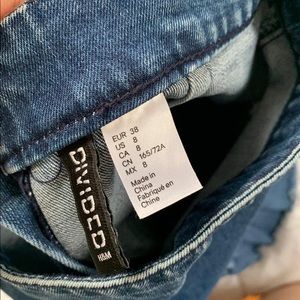 EUR 38
US 8
CA 8
CN 165/72A
MX 8
Made in
China
Fabriqué en
Chine
DIVIDED
H&M